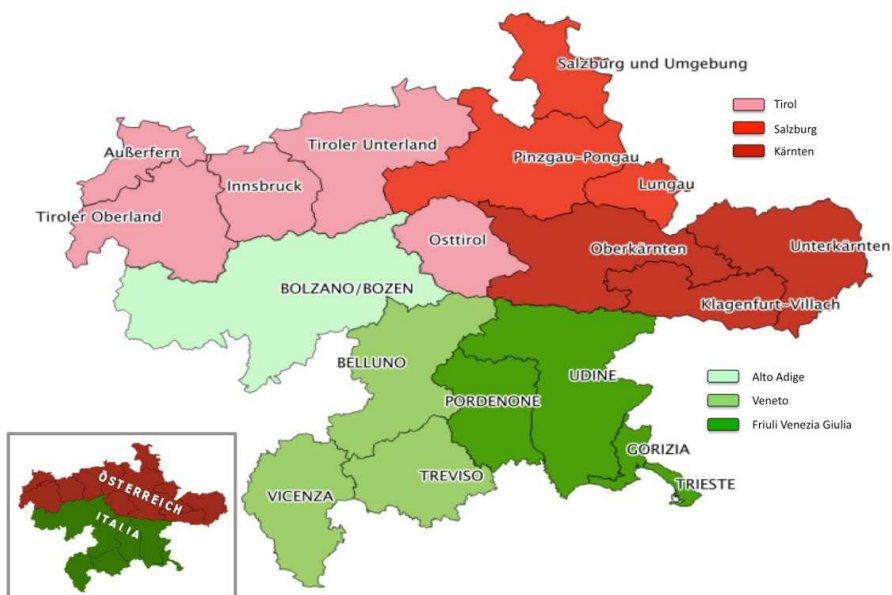 Salzburg und Umgebung
Tirol
Salzburg
Kärnten
Außerfern
Tiroler Unterland
Pinzgau-Pongau
Innsbruck
Lungau
Tiroler Oberland
Osttirol
Oberkärnten
Unterkärnten
BOLZANO/BOZEN
Klagenfurt-Villach
BELLUNO
UDINE
Alto Adige
PORDENONE
Veneto
Friuli Venezia Giulia
GORIZIA
TREVISO
TRIESTE
VICENZA
ÖSTERREICH
ITALIA